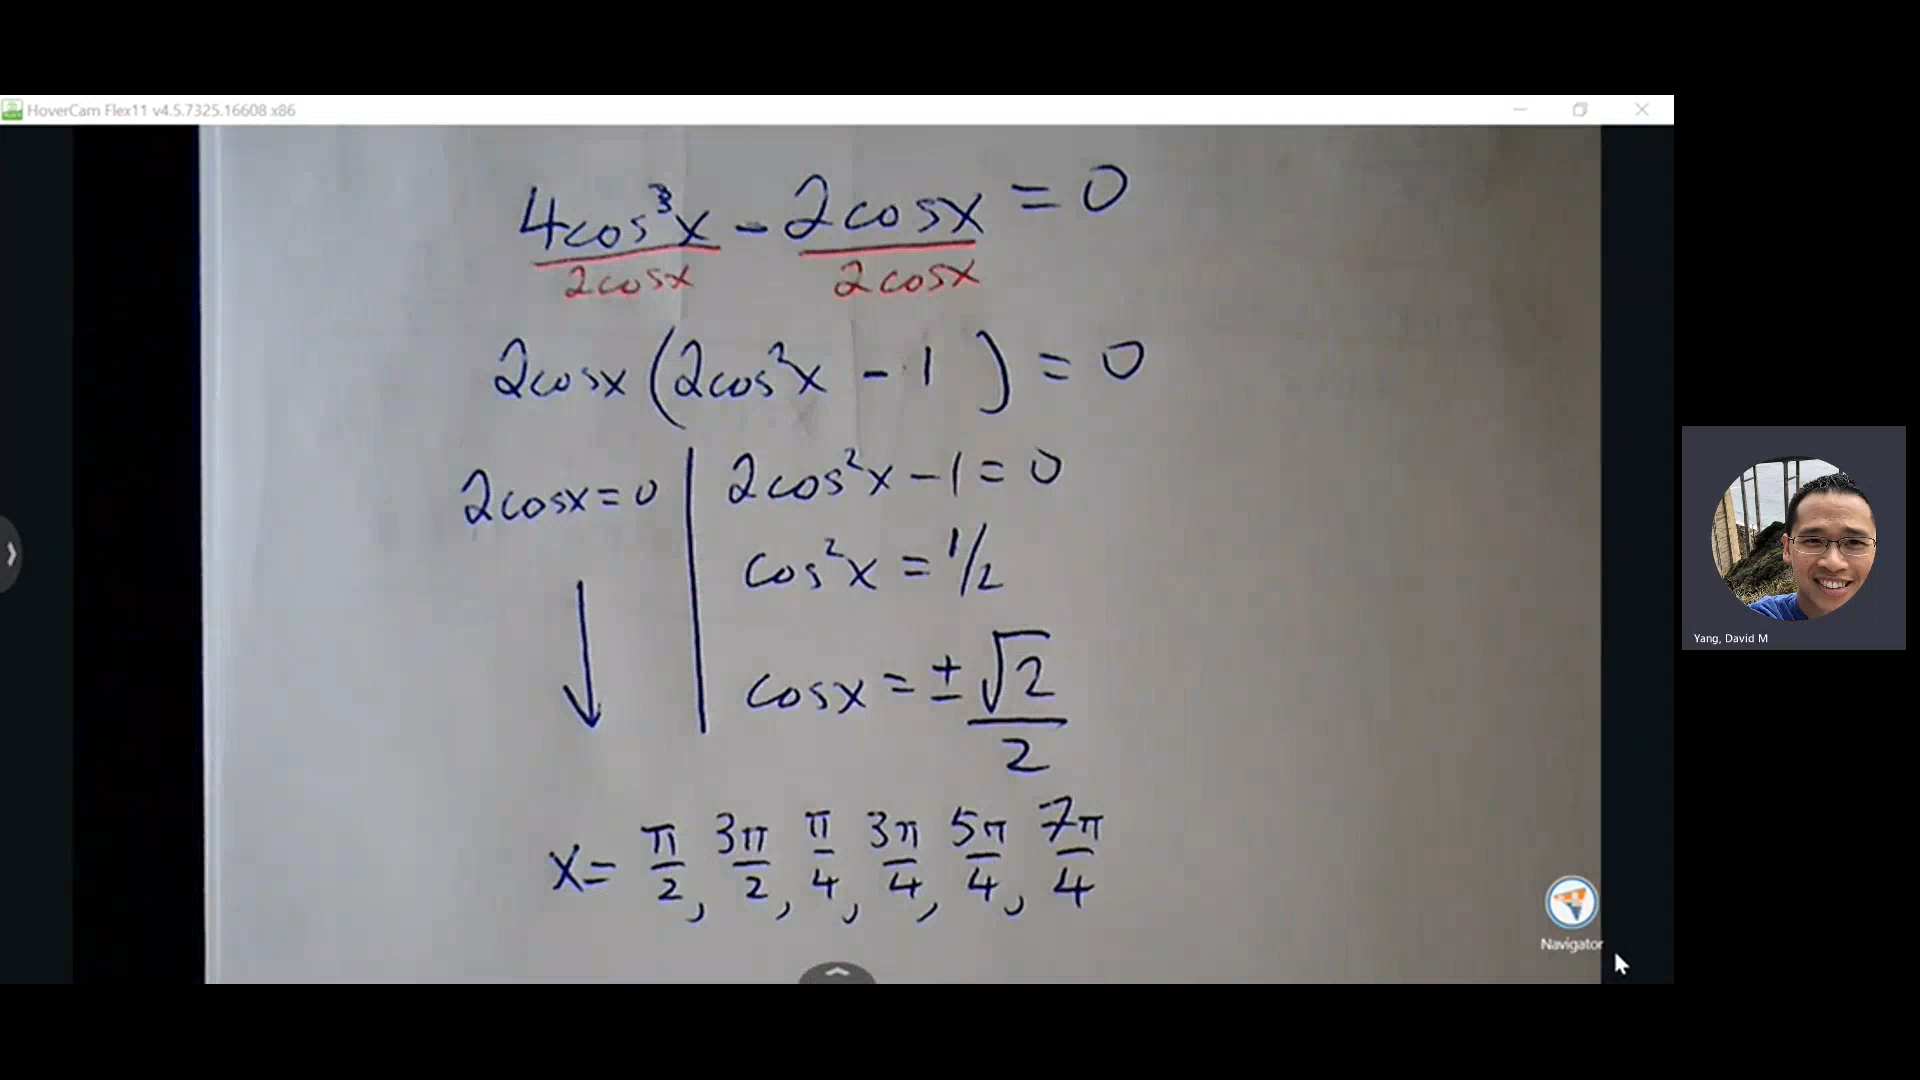 HoverCam Flex11 v4.5.7325.16608 x86
4cos³x - 2cosx = 0
2cosx 2cosx
2cosx (2cos²x - 1) = 0
2cosx = 0 | 2cos²x - 1 = 0
cos²x = 1/2
cosx = ± √2/2
x = π/2, 3π/2, π/4, 3π/4, 5π/4, 7π/4
Navigator
Yang, David M